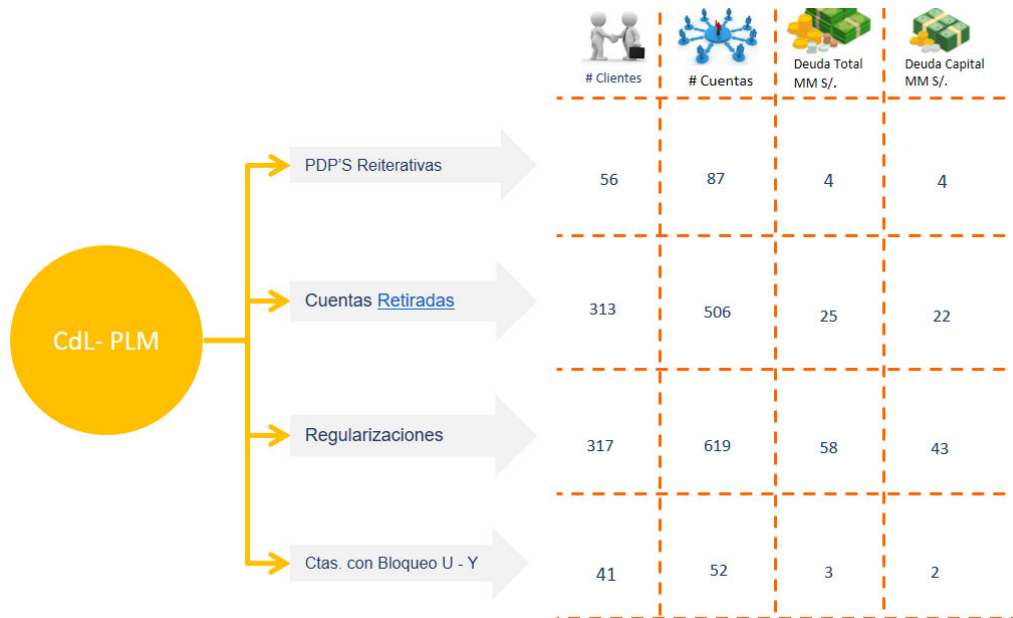 # Clientes
# Cuentas
Deuda Total
MM S/.
Deuda Capital
MM S/.
CdL- PLM
PDP'S Reiterativas
56
87
4
4
Cuentas Retiradas
313
506
25
22
Regularizaciones
317
619
58
43
Ctas. con Bloqueo U - Y
41
52
3
2